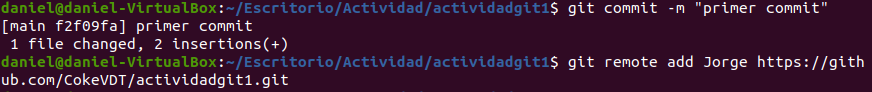 daniel@daniel-VirtualBox:~/Escritorio/Actividad/actividadgit1$ git commit -m "primer commit"
[main f2f09fa] primer commit
 1 file changed, 2 insertions(+)
daniel@daniel-VirtualBox:~/Escritorio/Actividad/actividadgit1$ git remote add Jorge https://gith
ub.com/CokeVDT/actividadgit1.git